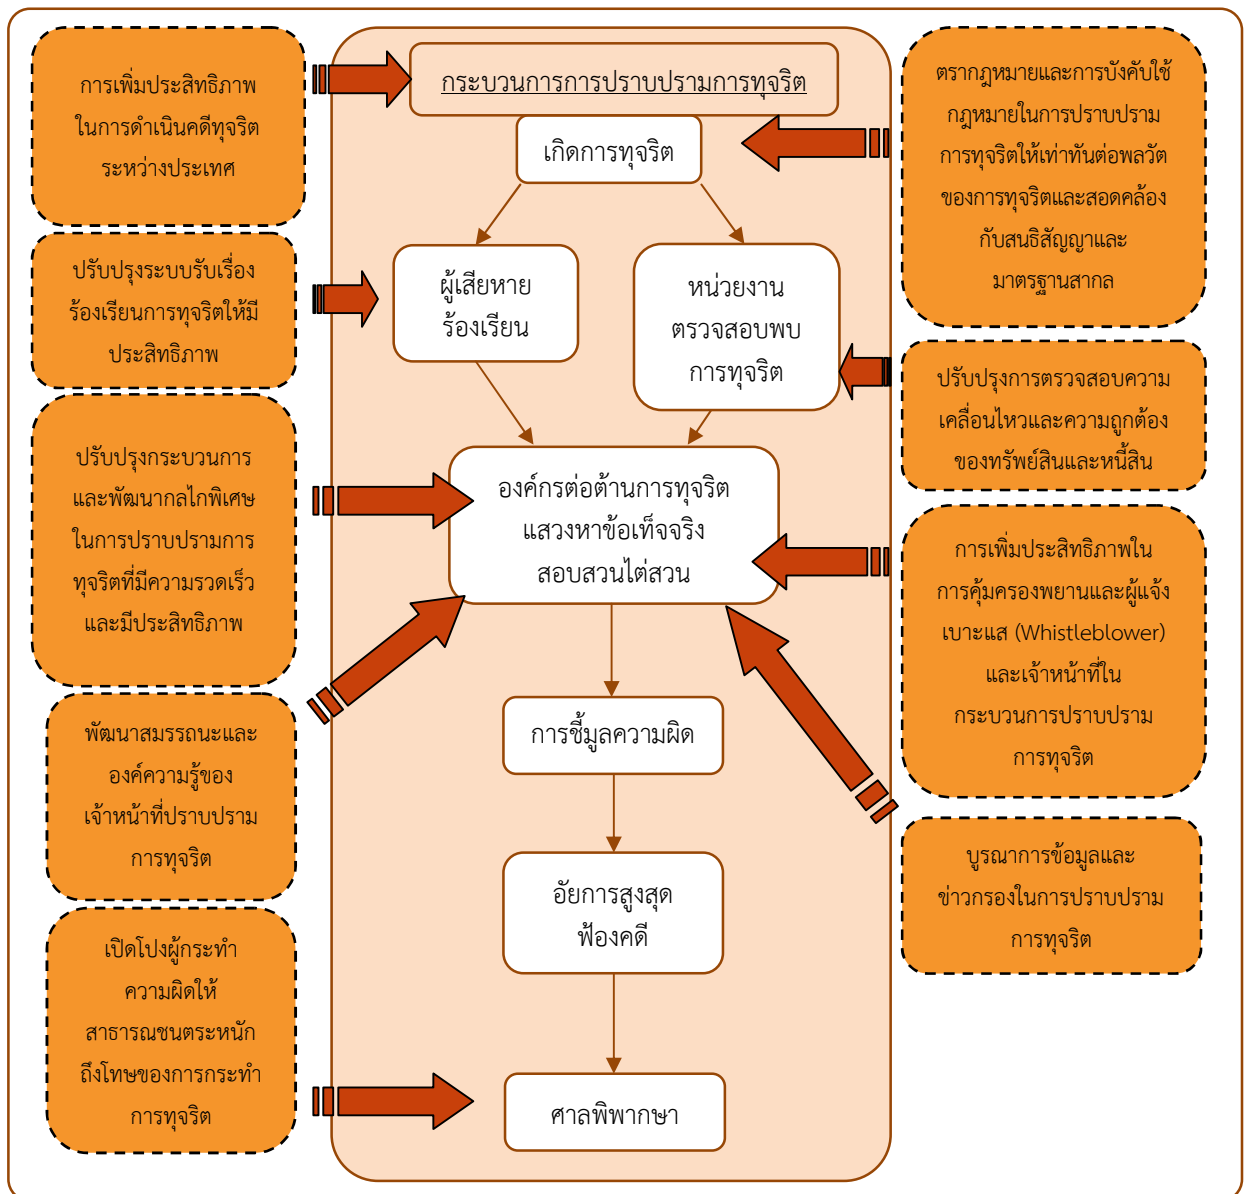 กระบวนการการปราบปรามการทุจริต
เกิดการทุจริต
ผู้เสียหาย
ร้องเรียน
หน่วยงาน
ตรวจสอบพบ
การทุจริต
องค์กรต่อต้านการทุจริต
แสวงหาข้อเท็จจริง
สอบสวนไต่สวน
การชี้มูลความผิด
อัยการสูงสุด
ฟ้องคดี
ศาลพิพากษา
การเพิ่มประสิทธิภาพ
ในการดำเนินคดีทุจริต
ระหว่างประเทศ
ปรับปรุงระบบรับเรื่อง
ร้องเรียนการทุจริตให้มี
ประสิทธิภาพ
ปรับปรุงกระบวนการ
และพัฒนากลไกพิเศษ
ในการปราบปรามการ
ทุจริตที่มีความรวดเร็ว
และมีประสิทธิภาพ
พัฒนาสมรรถนะและ
องค์ความรู้ของ
เจ้าหน้าที่ปราบปราม
การทุจริต
เปิดโปงผู้กระทำ
ความผิดให้
สาธารณชนตระหนัก
ถึงโทษของการกระทำ
การทุจริต
ตรากฎหมายและการบังคับใช้
กฎหมายในการปราบปราม
การทุจริตให้เท่าทันต่อพลวัต
ของการทุจริตและสอดคล้อง
กับสนธิสัญญาและ
มาตรฐานสากล
ปรับปรุงการตรวจสอบความ
เคลื่อนไหวและความถูกต้อง
ของทรัพย์สินและหนี้สิน
การเพิ่มประสิทธิภาพใน
การคุ้มครองพยานและผู้แจ้ง
เบาะแส (Whistleblower)
และเจ้าหน้าที่ใน
กระบวนการปราบปราม
การทุจริต
บูรณาการข้อมูลและ
ข่าวกรองในการปราบปราม
การทุจริต